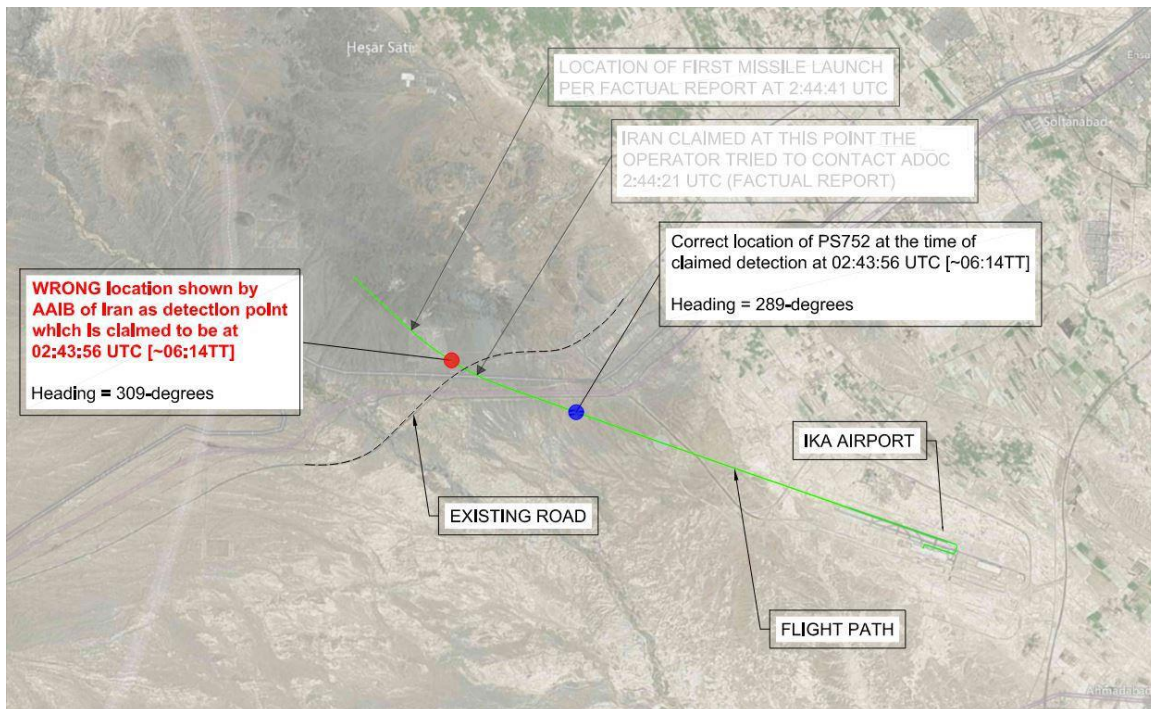 Heşar Sati
LOCATION OF FIRST MISSILE LAUNCH
PER FACTUAL REPORT AT 2:44:41 UTC
IRAN CLAIMED AT THIS POINT THE
OPERATOR TRIED TO CONTACT ADOC
2:44:21 UTC (FACTUAL REPORT)
Soltanabad
Correct location of PS752 at the time of
claimed detection at 02:43:56 UTC [~06:14TT]
Heading = 289-degrees
WRONG location shown by
AAIB of Iran as detection point
which is claimed to be at
02:43:56 UTC [~06:14TT]
Heading = 309-degrees
IKA AIRPORT
EXISTING ROAD
FLIGHT PATH
Ahmadabad